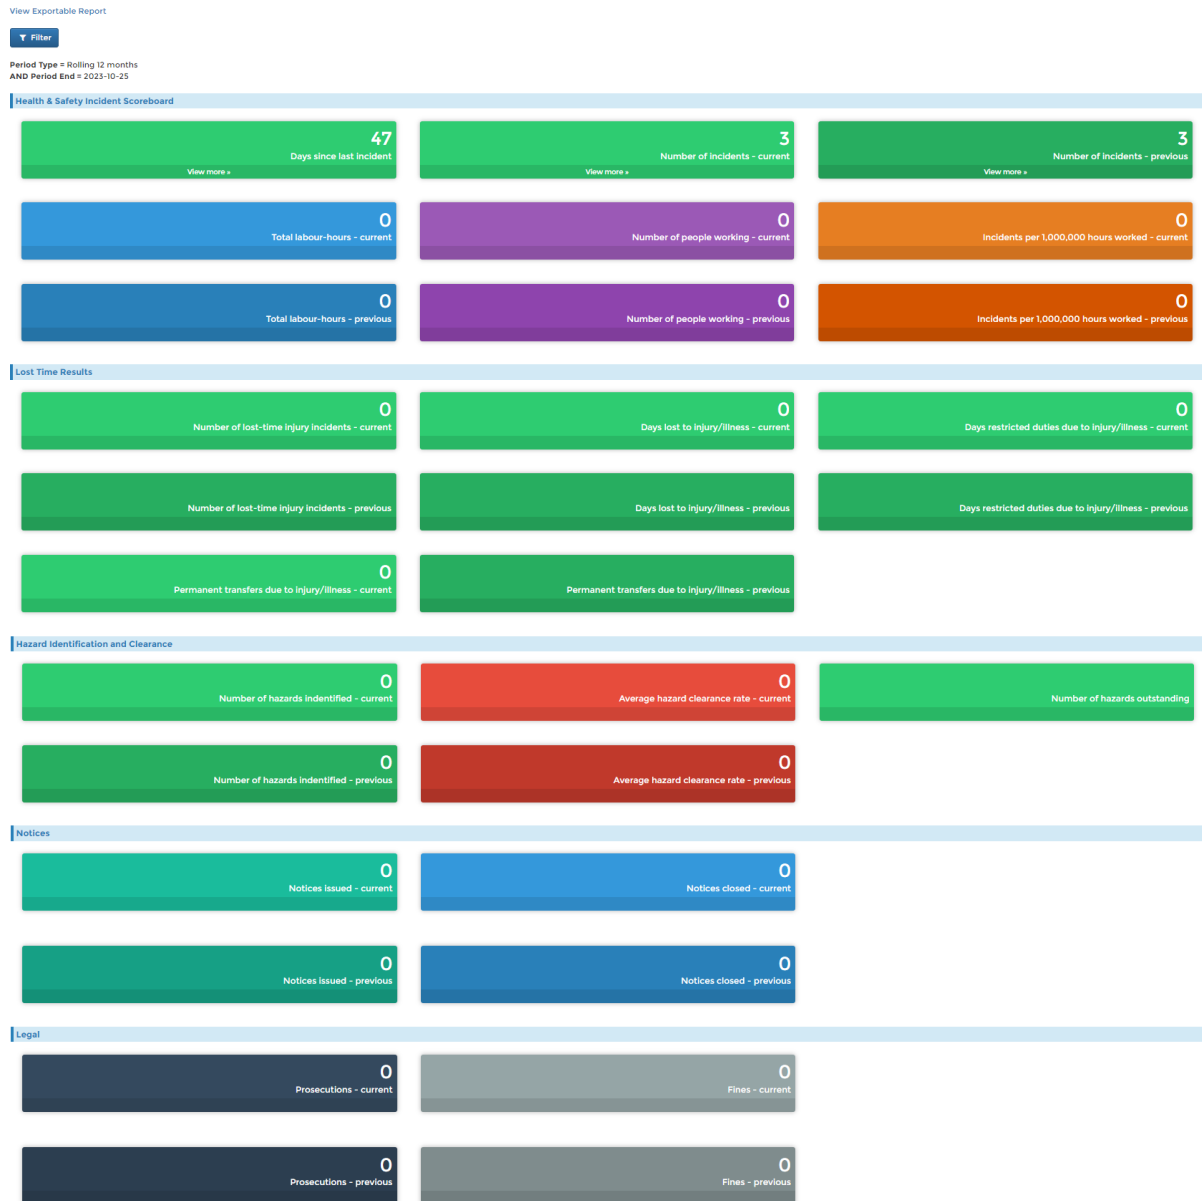 View Exportable Report
Filter
Period Type = Rolling 12 months
AND Period End = 2023-10-25
Health & Safety Incident Scoreboard
47
Days since last incident
View more »
3
Number of incidents - current
View more »
3
Number of incidents - previous
View more »
0
Total labour-hours - current
0
Number of people working - current
0
Incidents per 1,000,000 hours worked - current
0
Total labour-hours - previous
0
Number of people working - previous
0
Incidents per 1,000,000 hours worked - previous
Lost Time Results
0
Number of lost-time injury incidents - current
0
Days lost to injury/illness - current
0
Days restricted duties due to injury/illness - current
Number of lost-time injury incidents - previous
Days lost to injury/illness - previous
Days restricted duties due to injury/illness - previous
0
Permanent transfers due to injury/illness - current
Permanent transfers due to injury/illness - previous
Hazard Identification and Clearance
0
Number of hazards indentified - current
0
Average hazard clearance rate - current
Number of hazards outstanding
0
Number of hazards indentified - previous
0
Average hazard clearance rate - previous
Notices
0
Notices issued - current
0
Notices closed - current
0
Notices issued - previous
0
Notices closed - previous
Legal
0
Prosecutions - current
0
Fines - current
0
Prosecutions - previous
0
Fines - previous